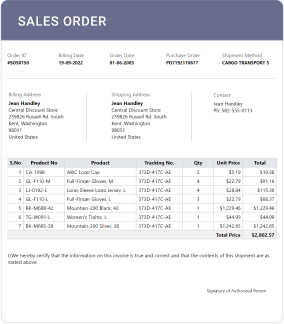 SALES ORDER
Order ID Billing Date Order Date Purchase Order Shipment Method
#SO58750 19-09-2022 01-06-2003 PO7192170677 CARGO TRANSPORT 5
Billing Address Shipping Address Contact
Jean Handley Jean Handley Jean Handley
Central Discount Store Central Discount Store Ph: 582-555-0113
259826 Russell Rd. South 259826 Russell Rd. South
Kent, Washington Kent, Washington
98031 98031
United States United States
S.No Product No Product Tracking No. Qty Unit Price Total
1 CA-1098 AWC Logo Cap 373D-417C-AE 2 $5.19 $10.38
2 GL-F110-M Full-Finger Gloves, M 373D-417C-AE 4 $22.79 $91.16
3 LJ-0192-L Long-Sleeve Logo Jersey, L 373D-417C-AE 4 $28.84 $115.36
4 GL-F110-L Full-Finger Gloves, L 373D-417C-AE 3 $22.79 $68.37
5 BK-M68B-42 Mountain-200 Black, 42 373D-417C-AE 1 $1,229.46 $1,229.46
6 TG-W091-L Women's Tights, L 373D-417C-AE 1 $44.99 $44.99
7 BK-M68S-38 Mountain-200 Silver, 38 373D-417C-AE 1 $1,242.85 $1,242.85
Total Price $2,802.57
I/We hereby certify that the information on this invoice is true and correct and that the contents of this shipment are as
stated above.
Signature of Authorized Person